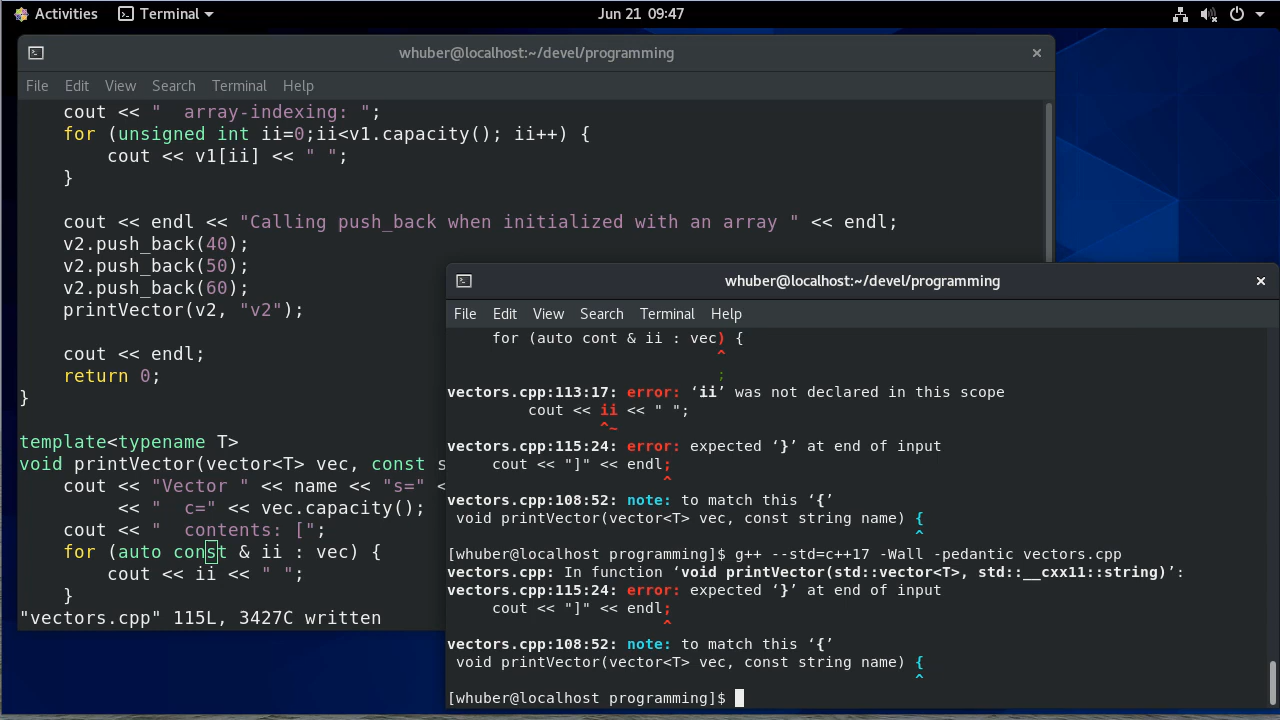 Activities Terminal Jun 21 09:47
whuber@localhost:~/devel/programming
File Edit View Search Terminal Help
    cout << "  array-indexing: ";
    for (unsigned int ii=0;ii<v1.capacity(); ii++) {
        cout << v1[ii] << " ";
    }
    cout << endl << "Calling push_back when initialized with an array " << endl;
    v2.push_back(40);
    v2.push_back(50);
    v2.push_back(60);
    printVector(v2, "v2");
    cout << endl;
    return 0;
}
template<typename T>
void printVector(vector<T> vec, const s
    cout << "Vector " << name << "s=" <
         << "  c=" << vec.capacity();
    cout << "  contents: [";
    for (auto const & ii : vec) {
        cout << ii << " ";
    }
"vectors.cpp" 115L, 3427C written
whuber@localhost:~/devel/programming
File Edit View Search Terminal Help
     for (auto cont & ii : vec) {
                              ^
                              ;
vectors.cpp:113:17: error: ‘ii’ was not declared in this scope
         cout << ii << " ";
                 ^~
vectors.cpp:115:24: error: expected ‘}’ at end of input
     cout << "]" << endl;
                        ^
vectors.cpp:108:52: note: to match this ‘{’
 void printVector(vector<T> vec, const string name) {
                                                    ^
[whuber@localhost programming]$ g++ --std=c++17 -Wall -pedantic vectors.cpp
vectors.cpp: In function ‘void printVector(std::vector<T>, std::__cxx11::string)’:
vectors.cpp:115:24: error: expected ‘}’ at end of input
     cout << "]" << endl;
                        ^
vectors.cpp:108:52: note: to match this ‘{’
 void printVector(vector<T> vec, const string name) {
                                                    ^
[whuber@localhost programming]$